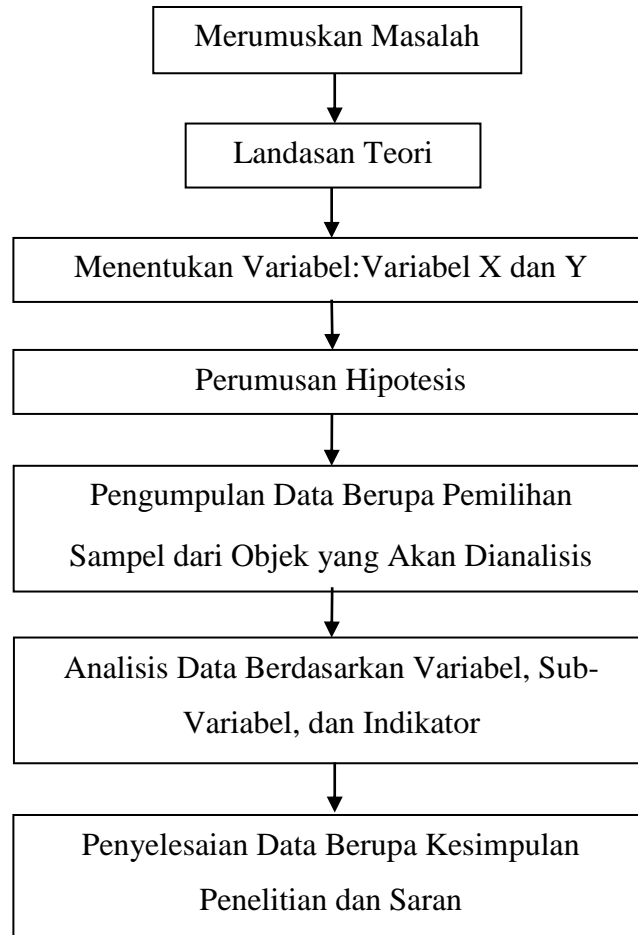 Merumuskan Masalah
Landasan Teori
Menentukan Variabel:Variabel X dan Y
Perumusan Hipotesis
Pengumpulan Data Berupa Pemilihan
Sampel dari Objek yang Akan Dianalisis
Analisis Data Berdasarkan Variabel, Sub-
Variabel, dan Indikator
Penyelesaian Data Berupa Kesimpulan
Penelitian dan Saran